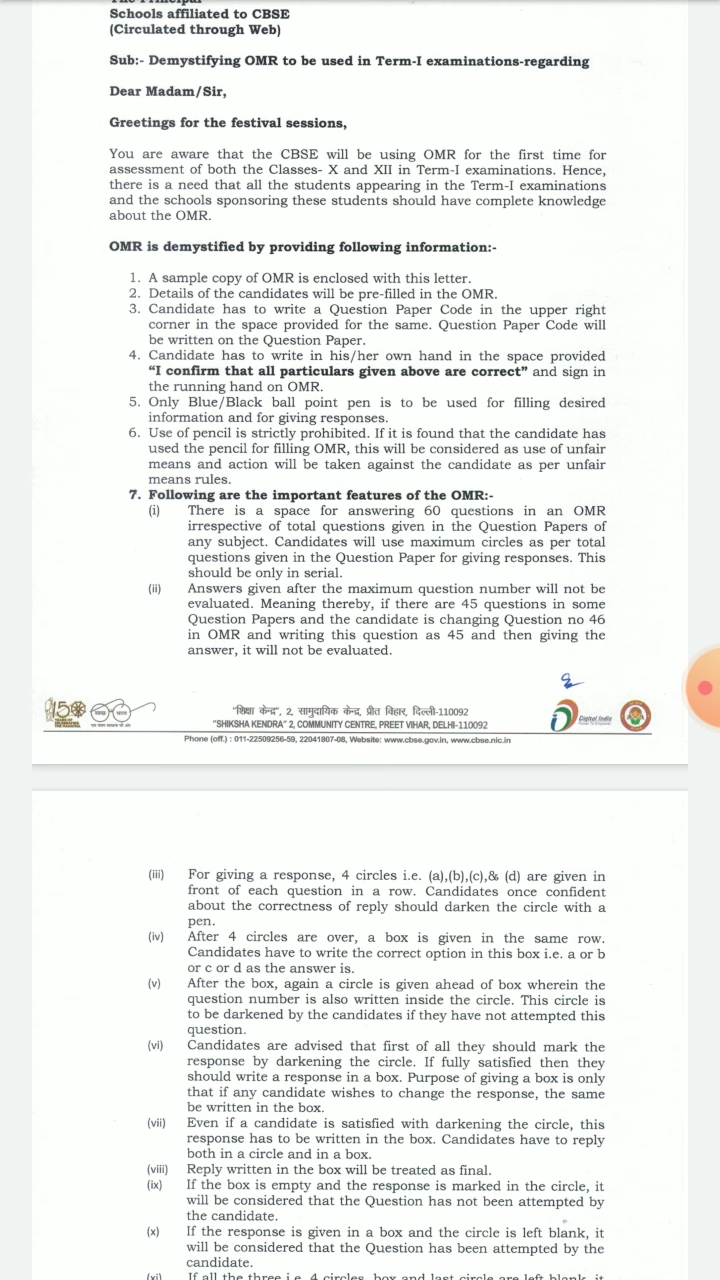 The Principal
Schools affiliated to CBSE
(Circulated through Web)
Sub:- Demystifying OMR to be used in Term-I examinations-regarding
Dear Madam/Sir,
Greetings for the festival sessions,
You are aware that the CBSE will be using OMR for the first time for
assessment of both the Classes- X and XII in Term-I examinations. Hence,
there is a need that all the students appearing in the Term-I examinations
and the schools sponsoring these students should have complete knowledge
about the OMR.
OMR is demystified by providing following information:-
1. A sample copy of OMR is enclosed with this letter.
2. Details of the candidates will be pre-filled in the OMR.
3. Candidate has to write a Question Paper Code in the upper right
corner in the space provided for the same. Question Paper Code will
be written on the Question Paper.
4. Candidate has to write in his/her own hand in the space provided
“I confirm that all particulars given above are correct” and sign in
the running hand on OMR.
5. Only Blue/Black ball point pen is to be used for filling desired
information and for giving responses.
6. Use of pencil is strictly prohibited. If it is found that the candidate has
used the pencil for filling OMR, this will be considered as use of unfair
means and action will be taken against the candidate as per unfair
means rules.
7. Following are the important features of the OMR:-
(i) There is a space for answering 60 questions in an OMR
irrespective of total questions given in the Question Papers of
any subject. Candidates will use maximum circles as per total
questions given in the Question Paper for giving responses. This
should be only in serial.
(ii) Answers given after the maximum question number will not be
evaluated. Meaning thereby, if there are 45 questions in some
Question Papers and the candidate is changing Question no 46
in OMR and writing this question as 45 and then giving the
answer, it will not be evaluated.
150
"शिक्षा केन्द्र", 2, सामुदायिक केन्द्र, प्रीत विहार, दिल्ली-110092
"SHIKSHA KENDRA" 2, COMMUNITY CENTRE, PREET VIHAR, DELHI-110092
Digital India
Phone (off.) : 011-22509256-59, 22041807-08, Website: www.cbse.gov.in, www.cbse.nic.in
(iii) For giving a response, 4 circles i.e. (a),(b),(c),& (d) are given in
front of each question in a row. Candidates once confident
about the correctness of reply should darken the circle with a
pen.
(iv) After 4 circles are over, a box is given in the same row.
Candidates have to write the correct option in this box i.e. a or b
or c or d as the answer is.
(v) After the box, again a circle is given ahead of box wherein the
question number is also written inside the circle. This circle is
to be darkened by the candidates if they have not attempted this
question.
(vi) Candidates are advised that first of all they should mark the
response by darkening the circle. If fully satisfied then they
should write a response in a box. Purpose of giving a box is only
that if any candidate wishes to change the response, the same
be written in the box.
(vii) Even if a candidate is satisfied with darkening the circle, this
response has to be written in the box. Candidates have to reply
both in a circle and in a box.
(viii) Reply written in the box will be treated as final.
(ix) If the box is empty and the response is marked in the circle, it
will be considered that the Question has not been attempted by
the candidate.
(x) If the response is given in a box and the circle is left blank, it
will be considered that the Question has been attempted by the
candidate.
(xi) If all the three i.e. 4 circles, box and last circle are left blank, it